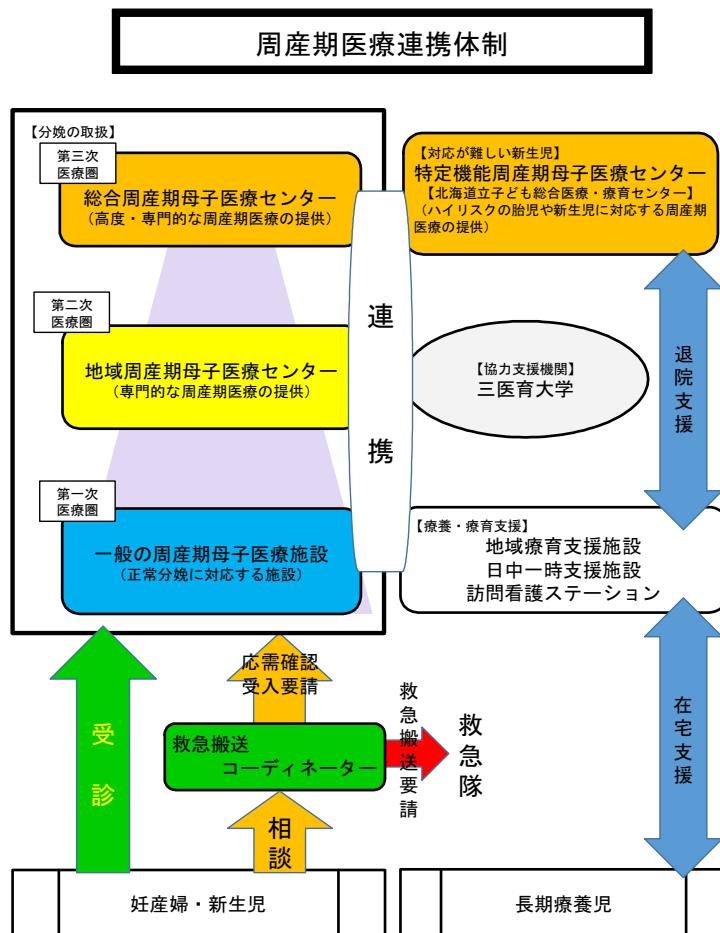 周産期医療連携体制
【分娩の取扱】
第三次
医療圏
総合周産期母子医療センター
(高度・専門的な周産期医療の提供)
第二次
医療圏
地域周産期母子医療センター
(専門的な周産期医療の提供)
第一次
医療圏
一般の周産期母子医療施設
(正常分娩に対応する施設)
連携
【対応が難しい新生児】
特定機能周産期母子医療センター
【北海道立子ども総合医療・療育センター】
(ハイリスクの胎児や新生児に対応する周産期
医療の提供)
【協力支援機関】
三医育大学
退院支援
【療養・療育支援】
地域療育支援施設
日中一時支援施設
訪問看護ステーション
受診
応需確認
受入要請
救急搬送
コーディネーター
救急搬送要請
救急隊
相談
在宅支援
妊産婦・新生児
長期療養児